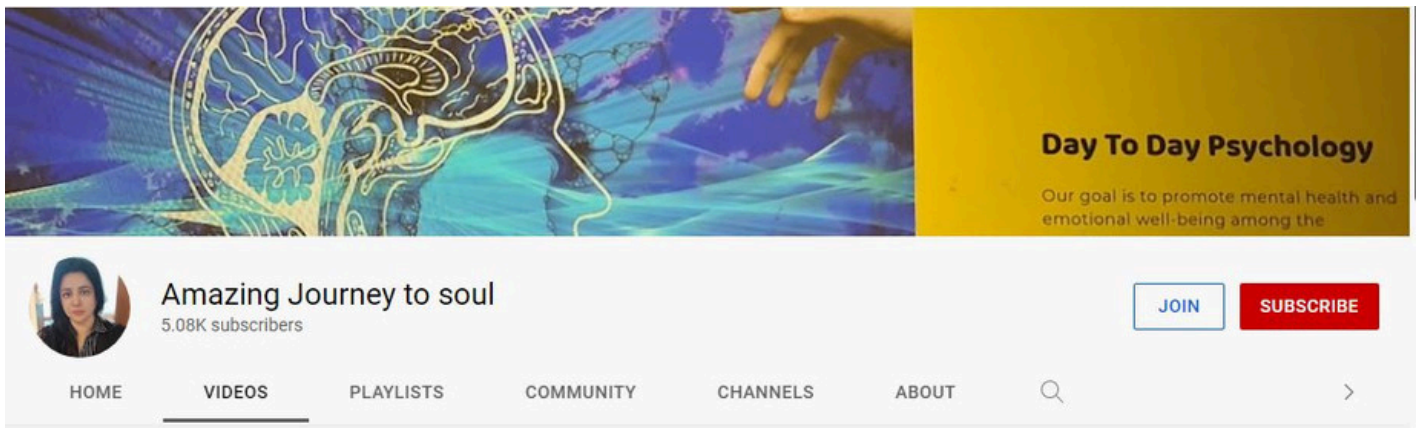 Day To Day Psychology
Our goal is to promote mental health and
emotional well-being among the
Amazing Journey to soul
5.08K subscribers
JOIN
SUBSCRIBE
HOME
VIDEOS
PLAYLISTS
COMMUNITY
CHANNELS
ABOUT